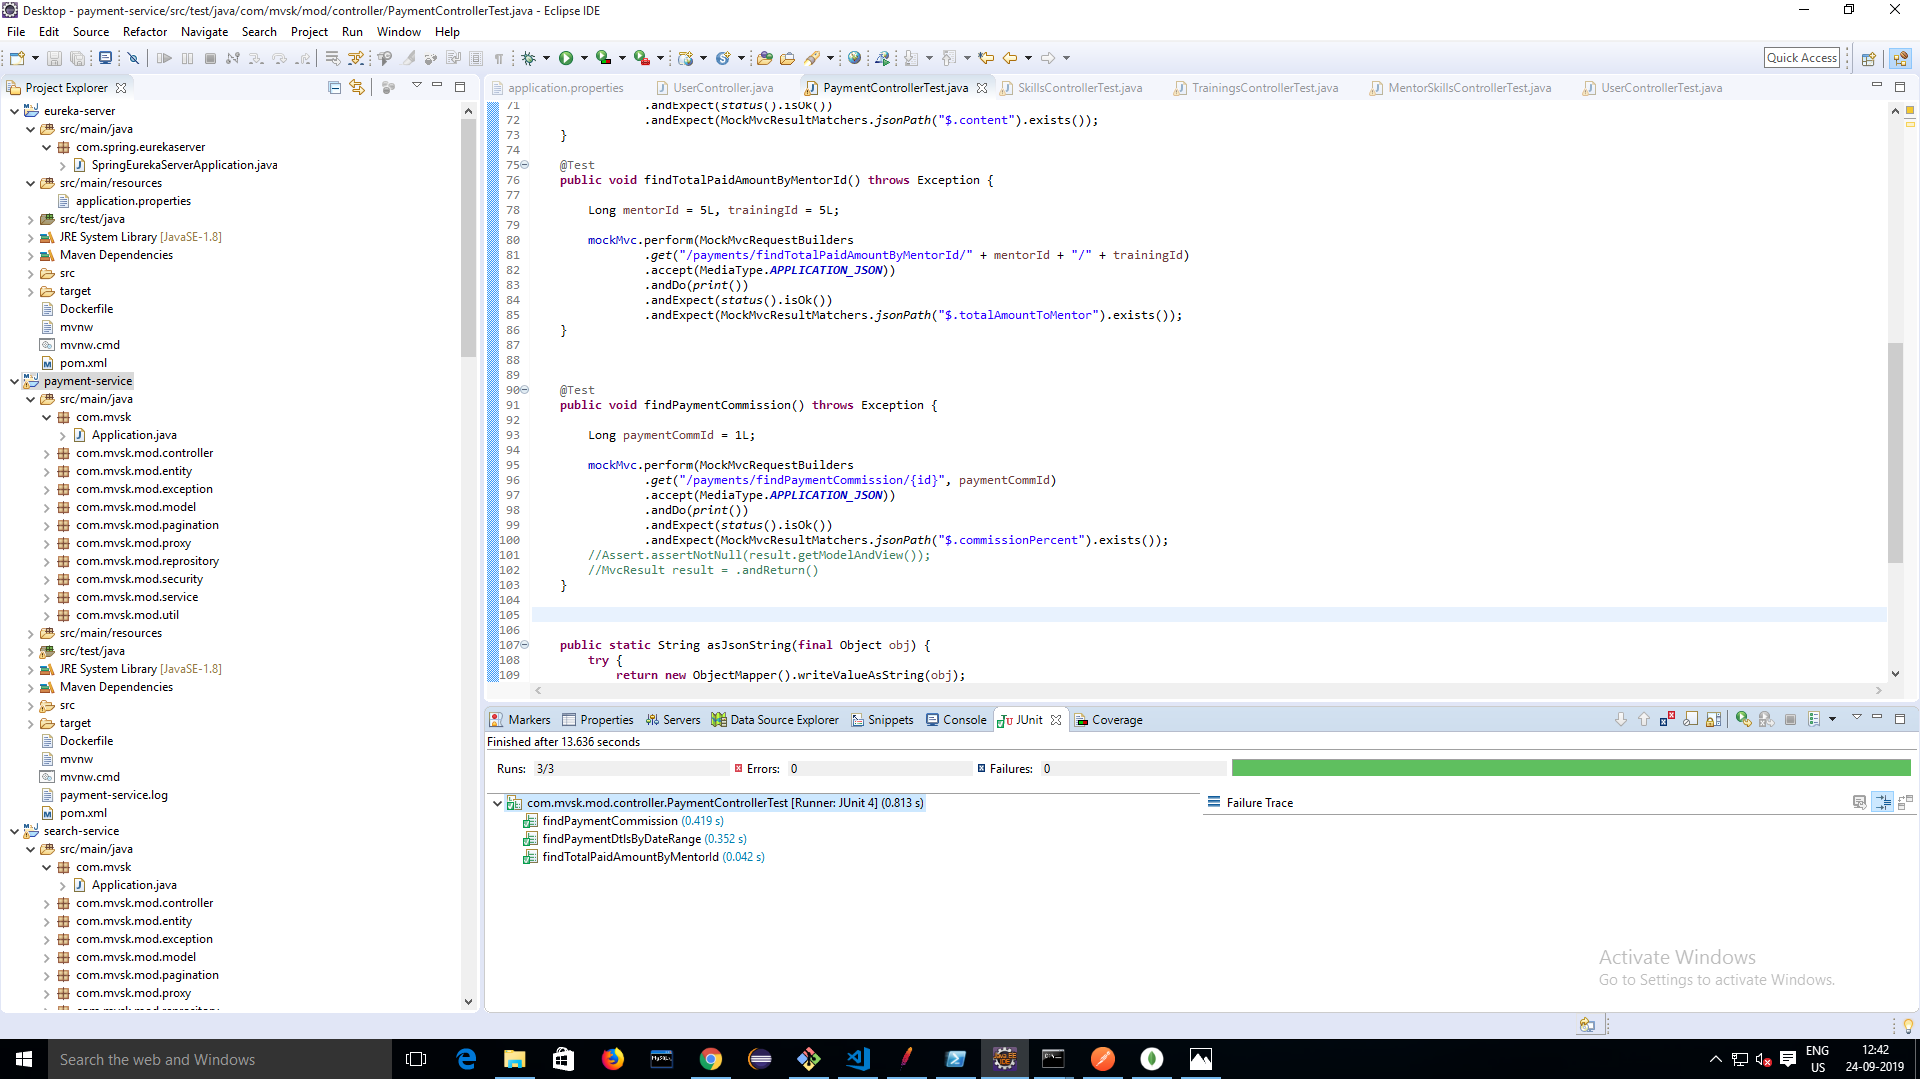 Desktop - payment-service/src/test/java/com/mvsk/mod/controller/PaymentControllerTest.java - Eclipse IDE
File Edit Source Refactor Navigate Search Project Run Window Help
Quick Access
Project Explorer
eureka-server
src/main/java
com.spring.eurekaserver
SpringEurekaServerApplication.java
src/main/resources
application.properties
src/test/java
JRE System Library [JavaSE-1.8]
Maven Dependencies
src
target
Dockerfile
mvnw
mvnw.cmd
pom.xml
payment-service
src/main/java
com.mvsk
Application.java
com.mvsk.mod.controller
com.mvsk.mod.entity
com.mvsk.mod.exception
com.mvsk.mod.model
com.mvsk.mod.pagination
com.mvsk.mod.proxy
com.mvsk.mod.reprository
com.mvsk.mod.security
com.mvsk.mod.service
com.mvsk.mod.util
src/main/resources
src/test/java
JRE System Library [JavaSE-1.8]
Maven Dependencies
src
target
Dockerfile
mvnw
mvnw.cmd
payment-service.log
pom.xml
search-service
src/main/java
com.mvsk
Application.java
com.mvsk.mod.controller
com.mvsk.mod.entity
com.mvsk.mod.exception
com.mvsk.mod.model
com.mvsk.mod.pagination
com.mvsk.mod.proxy
com.mvsk.mod.reprository
application.properties UserController.java PaymentControllerTest.java SkillsControllerTest.java TrainingsControllerTest.java MentorSkillsControllerTest.java UserControllerTest.java
71 .andExpect(status().isOk())
72 .andExpect(MockMvcResultMatchers.jsonPath("$.content").exists());
73 }
74
75 @Test
76 public void findTotalPaidAmountByMentorId() throws Exception {
77
78 Long mentorId = 5L, trainingId = 5L;
79
80 mockMvc.perform(MockMvcRequestBuilders
81 .get("/payments/findTotalPaidAmountByMentorId/" + mentorId + "/" + trainingId)
82 .accept(MediaType.APPLICATION_JSON))
83 .andDo(print())
84 .andExpect(status().isOk())
85 .andExpect(MockMvcResultMatchers.jsonPath("$.totalAmountToMentor").exists());
86 }
87
88
89
90 @Test
91 public void findPaymentCommission() throws Exception {
92
93 Long paymentCommId = 1L;
94
95 mockMvc.perform(MockMvcRequestBuilders
96 .get("/payments/findPaymentCommission/{id}", paymentCommId)
97 .accept(MediaType.APPLICATION_JSON))
98 .andDo(print())
99 .andExpect(status().isOk())
100 .andExpect(MockMvcResultMatchers.jsonPath("$.commissionPercent").exists());
101 //Assert.assertNotNull(result.getModelAndView());
102 //MvcResult result = .andReturn()
103 }
104
105
106
107 public static String asJsonString(final Object obj) {
108 try {
109 return new ObjectMapper().writeValueAsString(obj);
Markers Properties Servers Data Source Explorer Snippets Console JUnit Coverage
Finished after 13.636 seconds
Runs: 3/3 Errors: 0 Failures: 0
com.mvsk.mod.controller.PaymentControllerTest [Runner: JUnit 4] (0.813 s)
findPaymentCommission (0.419 s)
findPaymentDtlsByDateRange (0.352 s)
findTotalPaidAmountByMentorId (0.042 s)
Failure Trace
Activate Windows
Go to Settings to activate Windows.
Search the web and Windows
ENG
US
12:42
24-09-2019